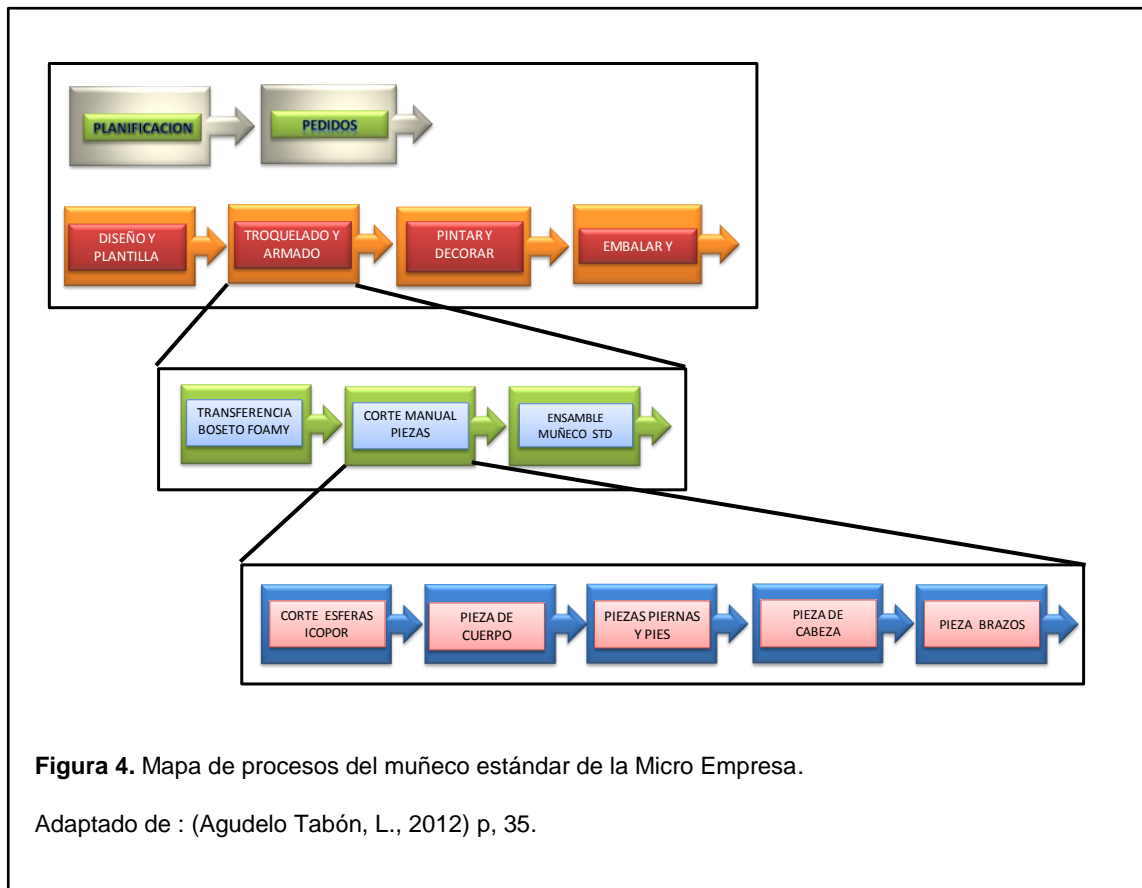 PLANIFICACION
PEDIDOS
DISEÑO Y
PLANTILLA
TROQUELADO Y
ARMADO
PINTAR Y
DECORAR
EMBALAR Y
TRANSFERENCIA
BOSETO FOAMY
CORTE MANUAL
PIEZAS
ENSAMBLE
MUÑECO STD
CORTE ESFERAS
ICOPOR
PIEZA DE
CUERPO
PIEZAS PIERNAS
Y PIES
PIEZA DE
CABEZA
PIEZA BRAZOS
Figura 4. Mapa de procesos del muñeco estándar de la Micro Empresa.
Adaptado de : (Agudelo Tabón, L., 2012) p, 35.